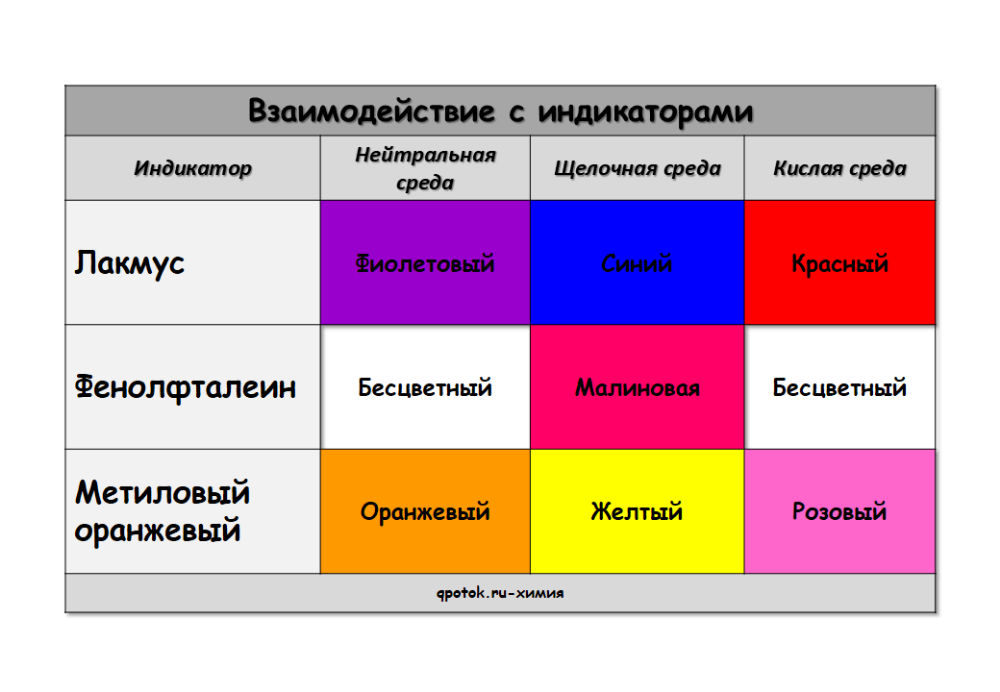 Взаимодействие с индикаторами
Индикатор
Нейтральная
среда
Щелочная среда
Кислая среда
Лакмус
Фиолетовый
Синий
Красный
Фенолфталеин
Бесцветный
Малиновая
Бесцветный
Метиловый
оранжевый
Оранжевый
Желтый
Розовый
qpotok.ru-химия